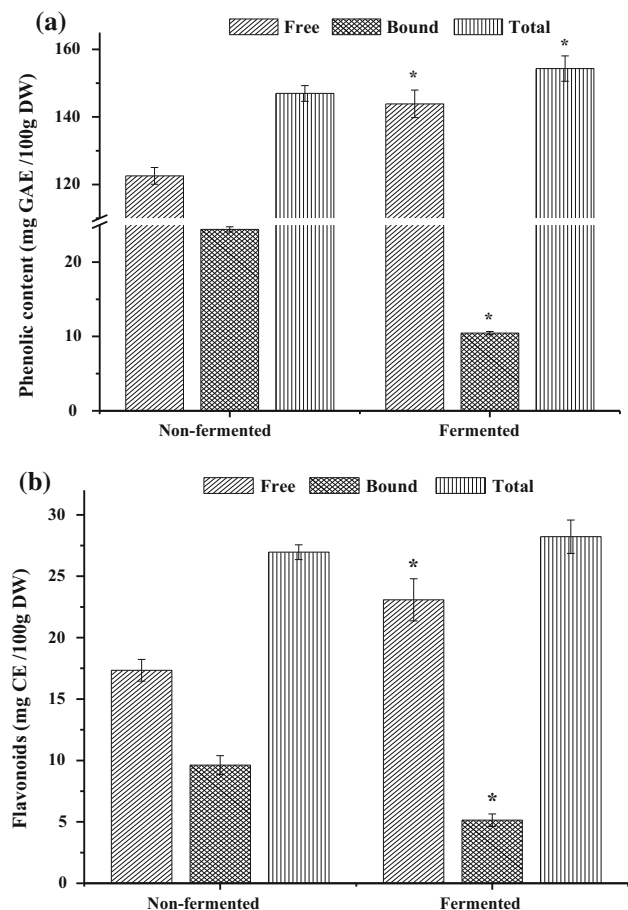 (a)
Free Bound Total
Phenolic content (mg GAE /100g DW)
160
140
120
20
10
0
* * *
Non-fermented Fermented
(b)
Free Bound Total
Flavonoids (mg CE /100g DW)
30
25
20
15
10
5
0
* *
Non-fermented Fermented